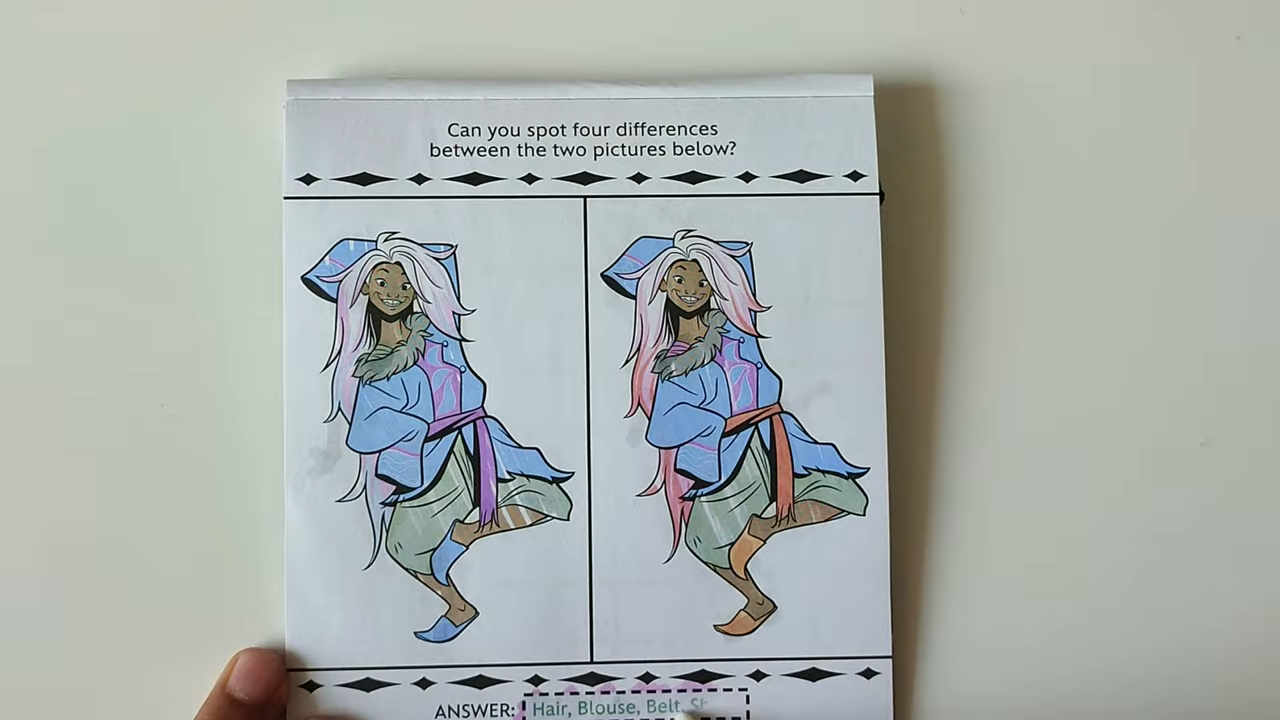 Can you spot four differences
between the two pictures below?
ANSWER: Hair, Blouse, Belt,